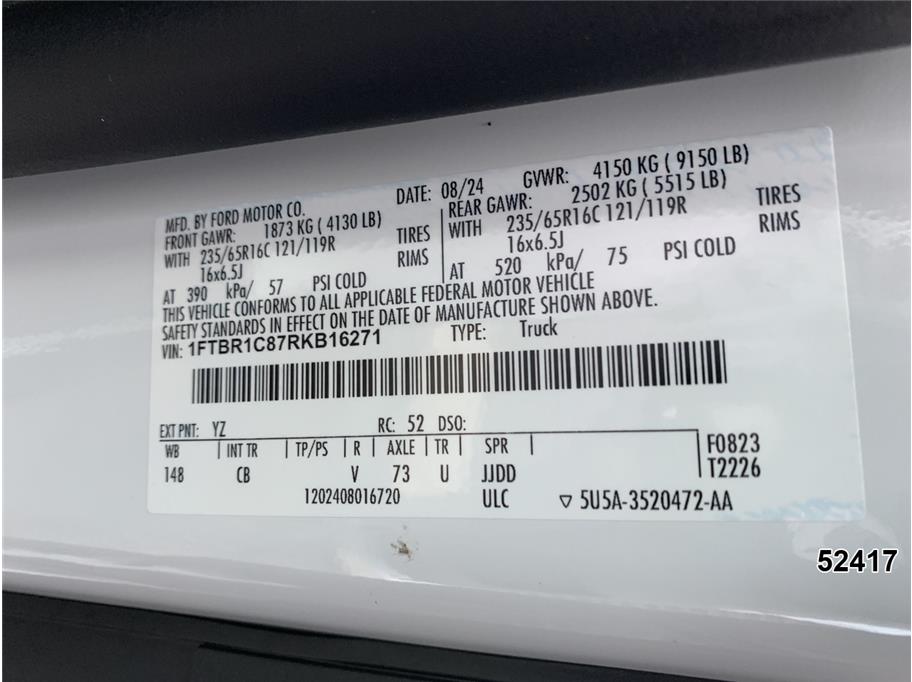 MFD. BY FORD MOTOR CO. DATE: 08/24 GVWR: 4150 KG ( 9150 LB)
FRONT GAWR: 1873 KG ( 4130 LB)
WITH 235/65R16C 121/119R TIRES
16x6.5J RIMS
AT 390 kPa/ 57 PSI COLD
REAR GAWR: 2502 KG ( 5515 LB)
WITH 235/65R16C 121/119R TIRES
16x6.5J RIMS
AT 520 kPa/ 75 PSI COLD
THIS VEHICLE CONFORMS TO ALL APPLICABLE FEDERAL MOTOR VEHICLE
SAFETY STANDARDS IN EFFECT ON THE DATE OF MANUFACTURE SHOWN ABOVE.
VIN: 1FTBR1C87RKB16271 TYPE: Truck
EXT PNT: YZ RC: 52 DSO:
WB INT TR TP/PS R AXLE TR SPR F0823
148 CB V 73 U JJDD T2226
1202408016720 ULC ▽ 5U5A-3520472-AA
52417